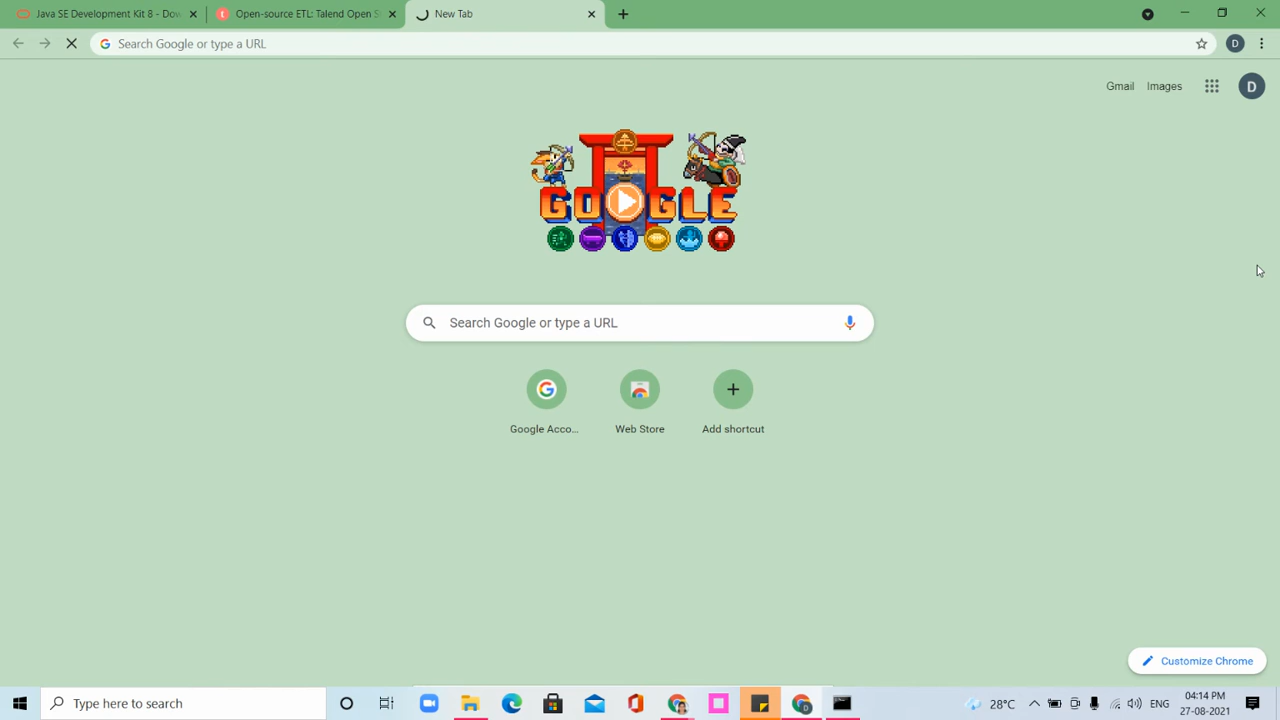 Java SE Development Kit 8 - Dow
Open-source ETL: Talend Open S
New Tab
Search Google or type a URL
D
Gmail
Images
D
GOOGLE
Search Google or type a URL
Google Acco...
Web Store
Add shortcut
Customize Chrome
Type here to search
28°C
ENG
04:14 PM
27-08-2021